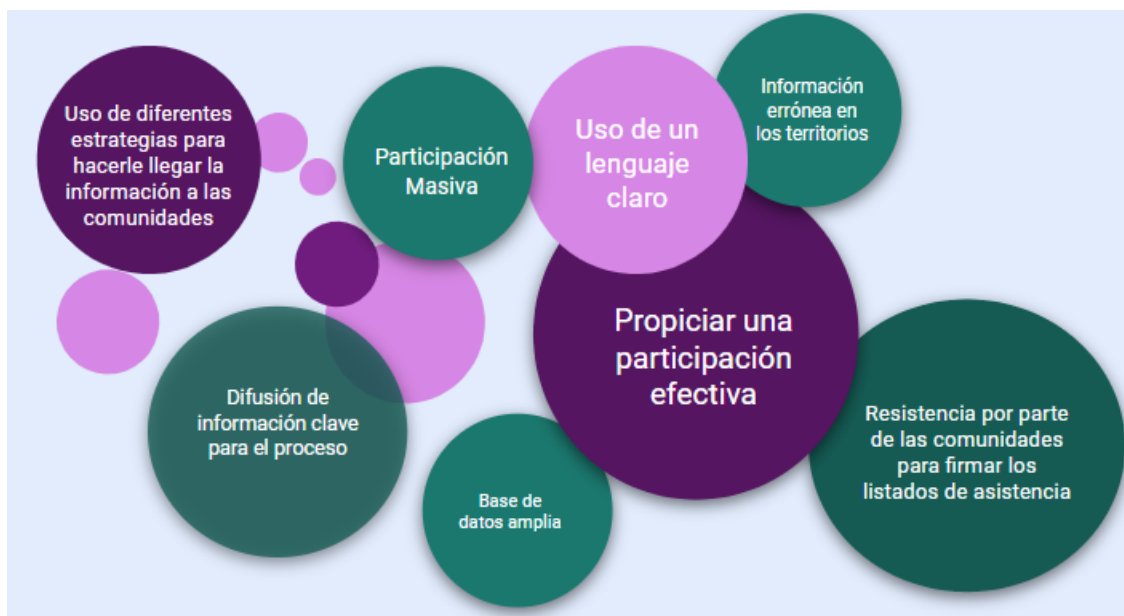 Uso de diferentes
estrategias para
hacerle llegar la
información a las
comunidades
Participación
Masiva
Uso de un
lenguaje
claro
Información
errónea en
los territorios
Propiciar una
participación
efectiva
Difusión de
información clave
para el proceso
Base de
datos amplia
Resistencia por parte
de las comunidades
para firmar los
listados de asistencia